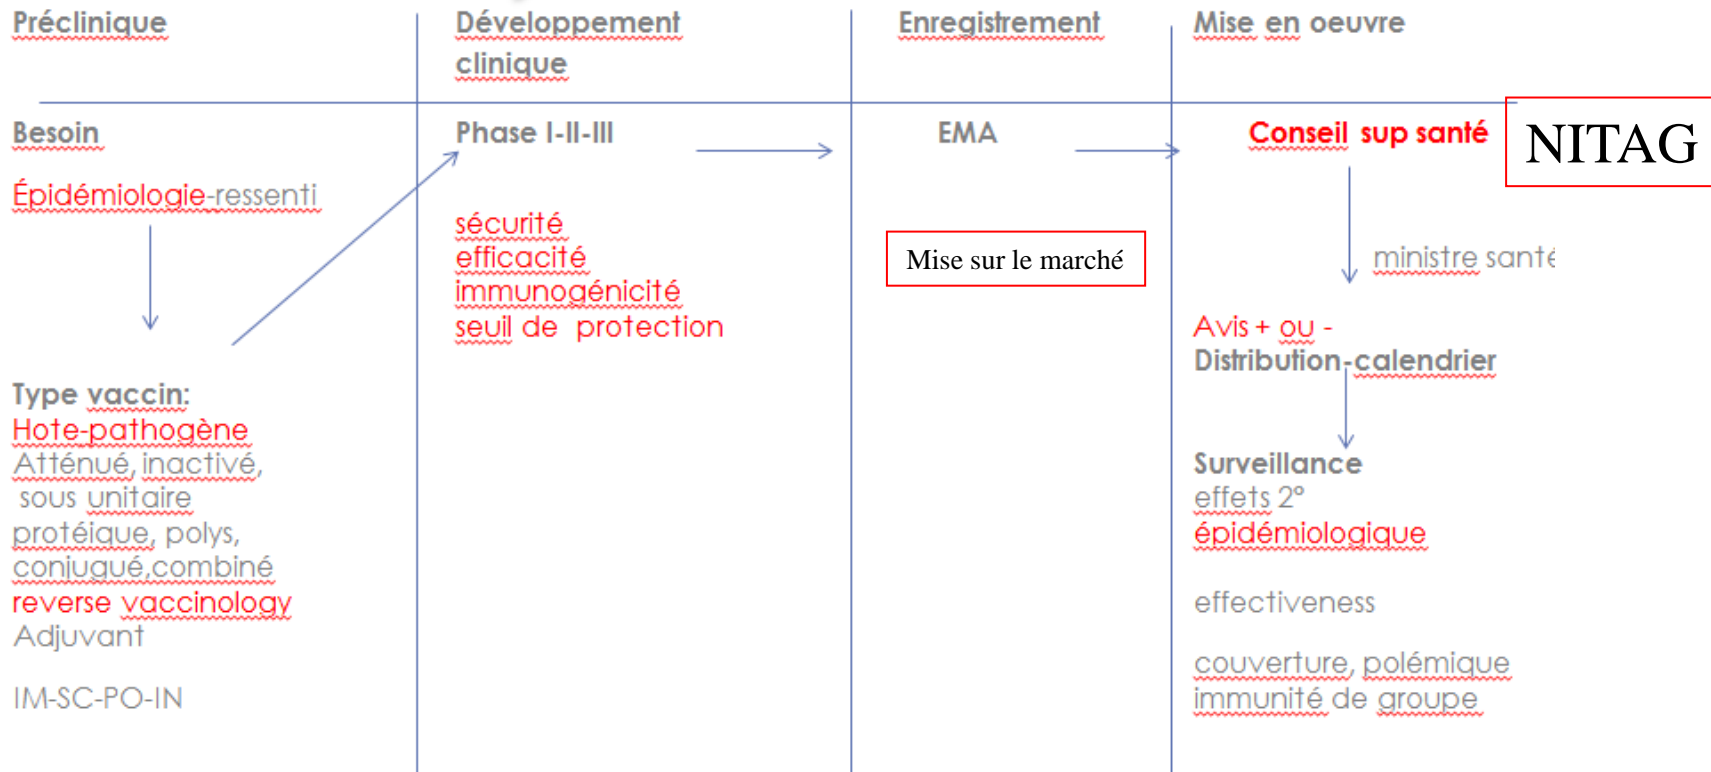 Préclinique
Développement
clinique
Enregistrement
Mise en oeuvre
Besoin
Épidémiologie-ressenti
Type vaccin:
Hote-pathogène
Atténué, inactivé,
sous unitaire
protéique, polys,
conjugué,combiné
reverse vaccinology
Adjuvant
IM-SC-PO-IN
Phase I-II-III
sécurité
efficacité
immunogénicité
seuil de protection
EMA
Mise sur le marché
Conseil sup santé
NITAG
ministre santé
Avis + ou -
Distribution-calendrier
Surveillance
effets 2°
épidémiologique
effectiveness
couverture, polémique
immunité de groupe